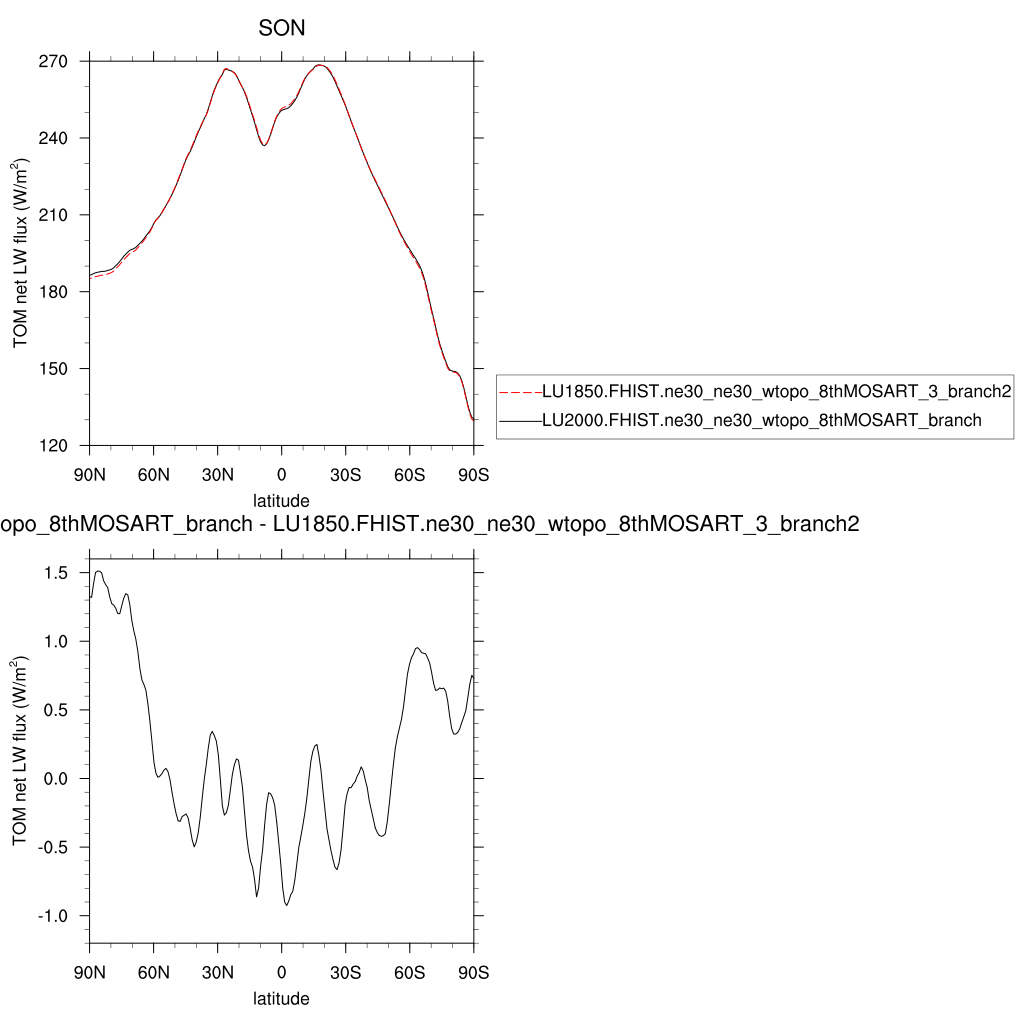 SON
270
240
210
180
150
120
TOM net LW flux (W/m²)
90N 60N 30N 0 30S 60S 90S
latitude
LU1850.FHIST.ne30_ne30_wtopo_8thMOSART_3_branch2
LU2000.FHIST.ne30_ne30_wtopo_8thMOSART_branch
opo_8thMOSART_branch - LU1850.FHIST.ne30_ne30_wtopo_8thMOSART_3_branch2
1.5
1.0
0.5
0.0
-0.5
-1.0
TOM net LW flux (W/m²)
90N 60N 30N 0 30S 60S 90S
latitude